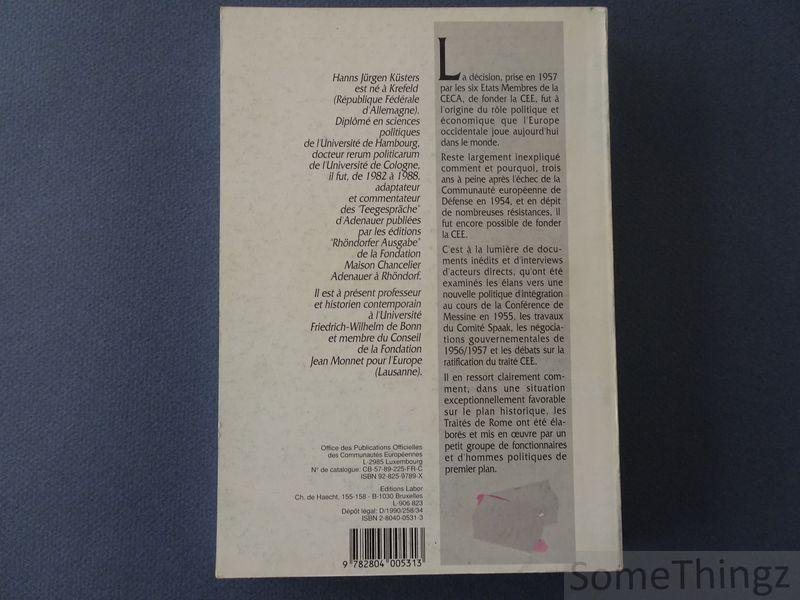 Hanns Jürgen Küsters
est né à Krefeld
(République Fédérale
d'Allemagne).
Diplômé en sciences
politiques
de l'Université de Hambourg,
docteur rerum politicarum
de l'Université de Cologne,
il fut, de 1982 à 1988,
adaptateur
et commentateur
des "Teegespräche"
d'Adenauer publiées
par les éditions
"Rhöndorfer Ausgabe"
de la Fondation
Maison Chancelier
Adenauer à Rhöndorf.
Il est à présent professeur
et historien contemporain
à l'Université
Friedrich-Wilhelm de Bonn
et membre du Conseil
de la Fondation
Jean Monnet pour l'Europe
(Lausanne).
Office des Publications Officielles
des Communautés Européennes
L-2985 Luxembourg
N° de catalogue: CB-57-89-225-FR-C
ISBN 92-825-9789-X
Editions Labor
Ch. de Haecht, 155-158 - B-1030 Bruxelles
L-906 823
Dépôt légal: D/1990/258/34
ISBN 2-8040-0531-3
9 782804 005313
La décision, prise en 1957
par les six Etats Membres de la
CECA, de fonder la CEE, fut à
l'origine du rôle politique et
économique que l'Europe
occidentale joue aujourd'hui
dans le monde.
Reste largement inexpliqué
comment et pourquoi, trois
ans à peine après l'échec de la
Communauté européenne de
Défense en 1954, et en dépit
de nombreuses résistances, il
fut encore possible de fonder
la CEE.
C'est à la lumière de docu-
ments inédits et d'interviews
d'acteurs directs, qu'ont été
examinés les élans vers une
nouvelle politique d'intégration
au cours de la Conférence de
Messine en 1955, les travaux
du Comité Spaak, les négocia-
tions gouvernementales de
1956/1957 et les débats sur la
ratification du traité CEE.
Il en ressort clairement com-
ment, dans une situation
exceptionnellement favorable
sur le plan historique, les
Traités de Rome ont été éla-
borés et mis en œuvre par un
petit groupe de fonctionnaires
et d'hommes politiques de
premier plan.
SomeThingz